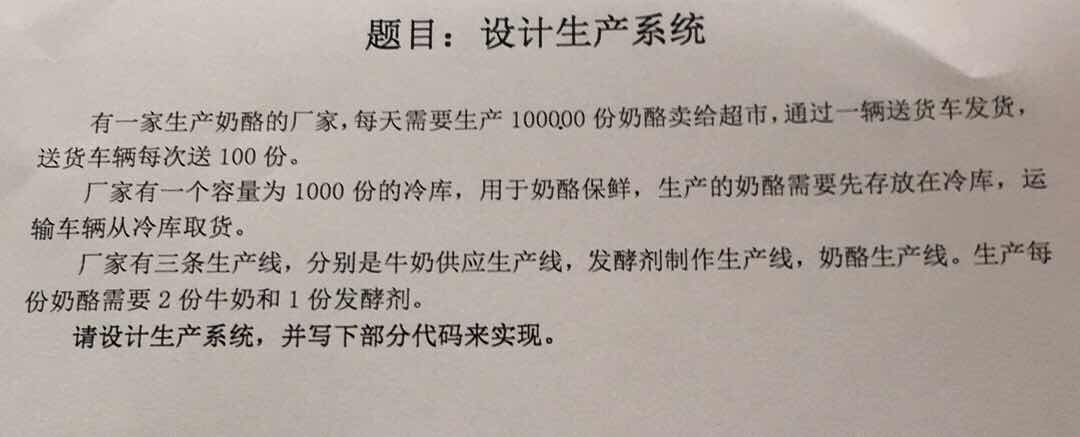 题目：设计生产系统
有一家生产奶酪的厂家，每天需要生产 100000 份奶酪卖给超市，通过一辆送货车发货，
送货车辆每次送 100 份。
厂家有一个容量为 1000 份的冷库，用于奶酪保鲜，生产的奶酪需要先存放在冷库，运
输车辆从冷库取货。
厂家有三条生产线，分别是牛奶供应生产线，发酵剂制作生产线，奶酪生产线。生产每
份奶酪需要 2 份牛奶和 1 份发酵剂。
请设计生产系统，并写下部分代码来实现。